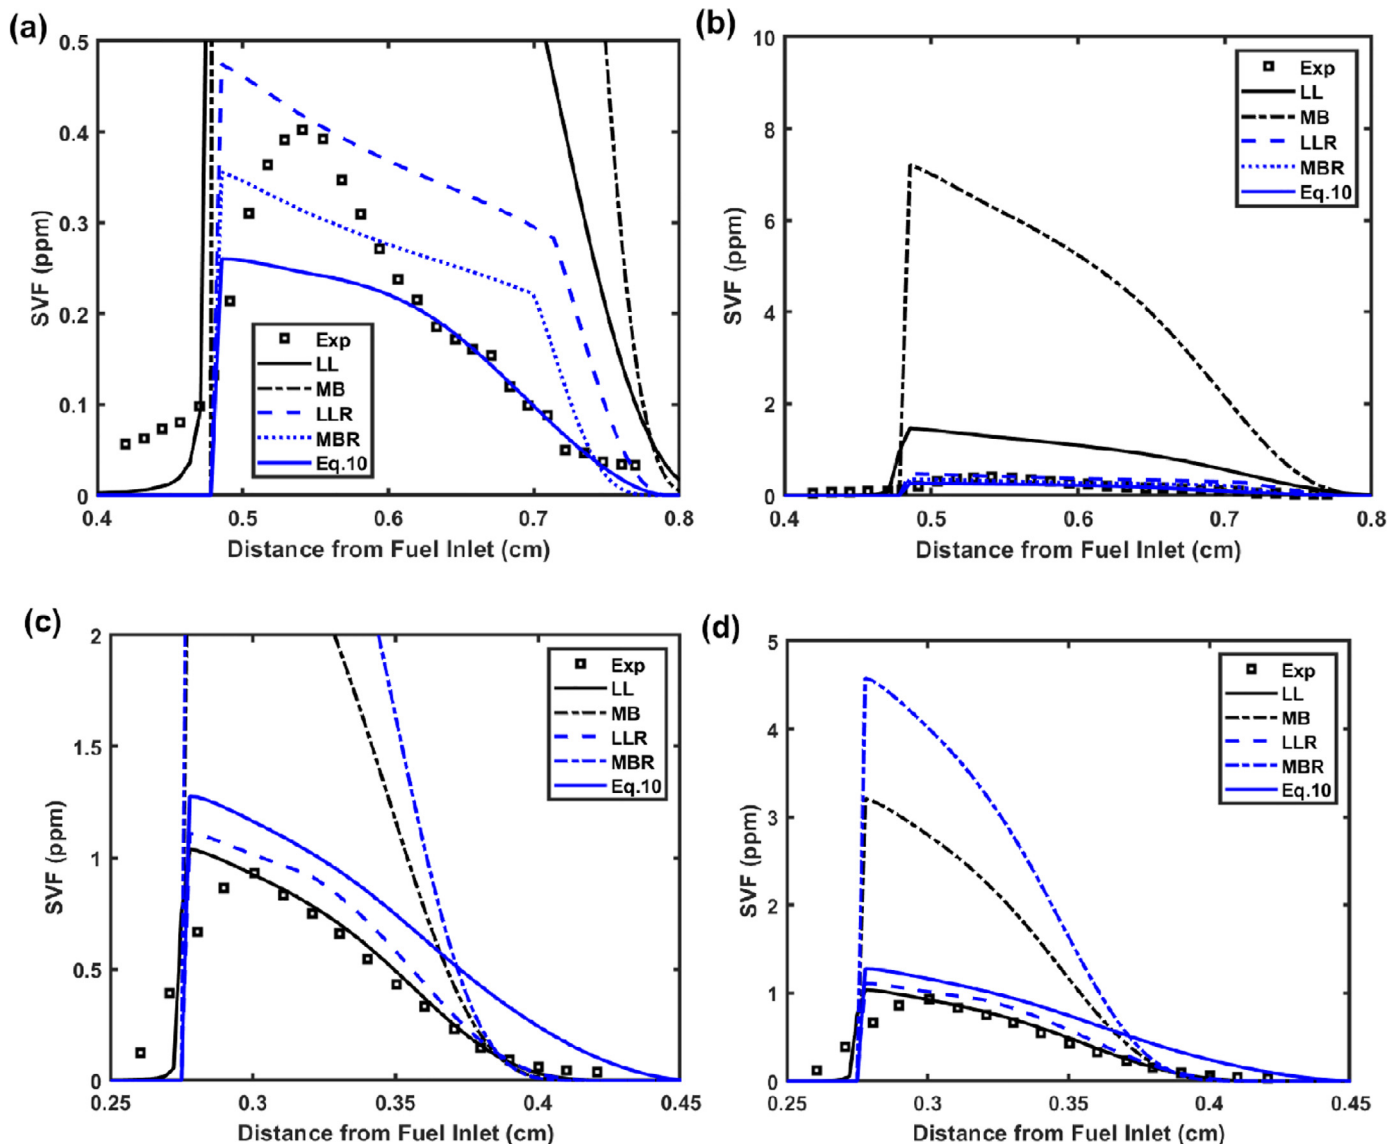 (a)
0.5
0.4
0.3
0.2
0.1
0
SVF (ppm)
Exp
LL
MB
LLR
MBR
Eq.10
0.4 0.5 0.6 0.7 0.8
Distance from Fuel Inlet (cm)
(b)
10
8
6
4
2
0
SVF (ppm)
Exp
LL
MB
LLR
MBR
Eq.10
0.4 0.5 0.6 0.7 0.8
Distance from Fuel Inlet (cm)
(c)
2
1.5
1
0.5
0
SVF (ppm)
Exp
LL
MB
LLR
MBR
Eq.10
0.25 0.3 0.35 0.4 0.45
Distance from Fuel Inlet (cm)
(d)
5
4
3
2
1
0
SVF (ppm)
Exp
LL
MB
LLR
MBR
Eq.10
0.25 0.3 0.35 0.4 0.45
Distance from Fuel Inlet (cm)